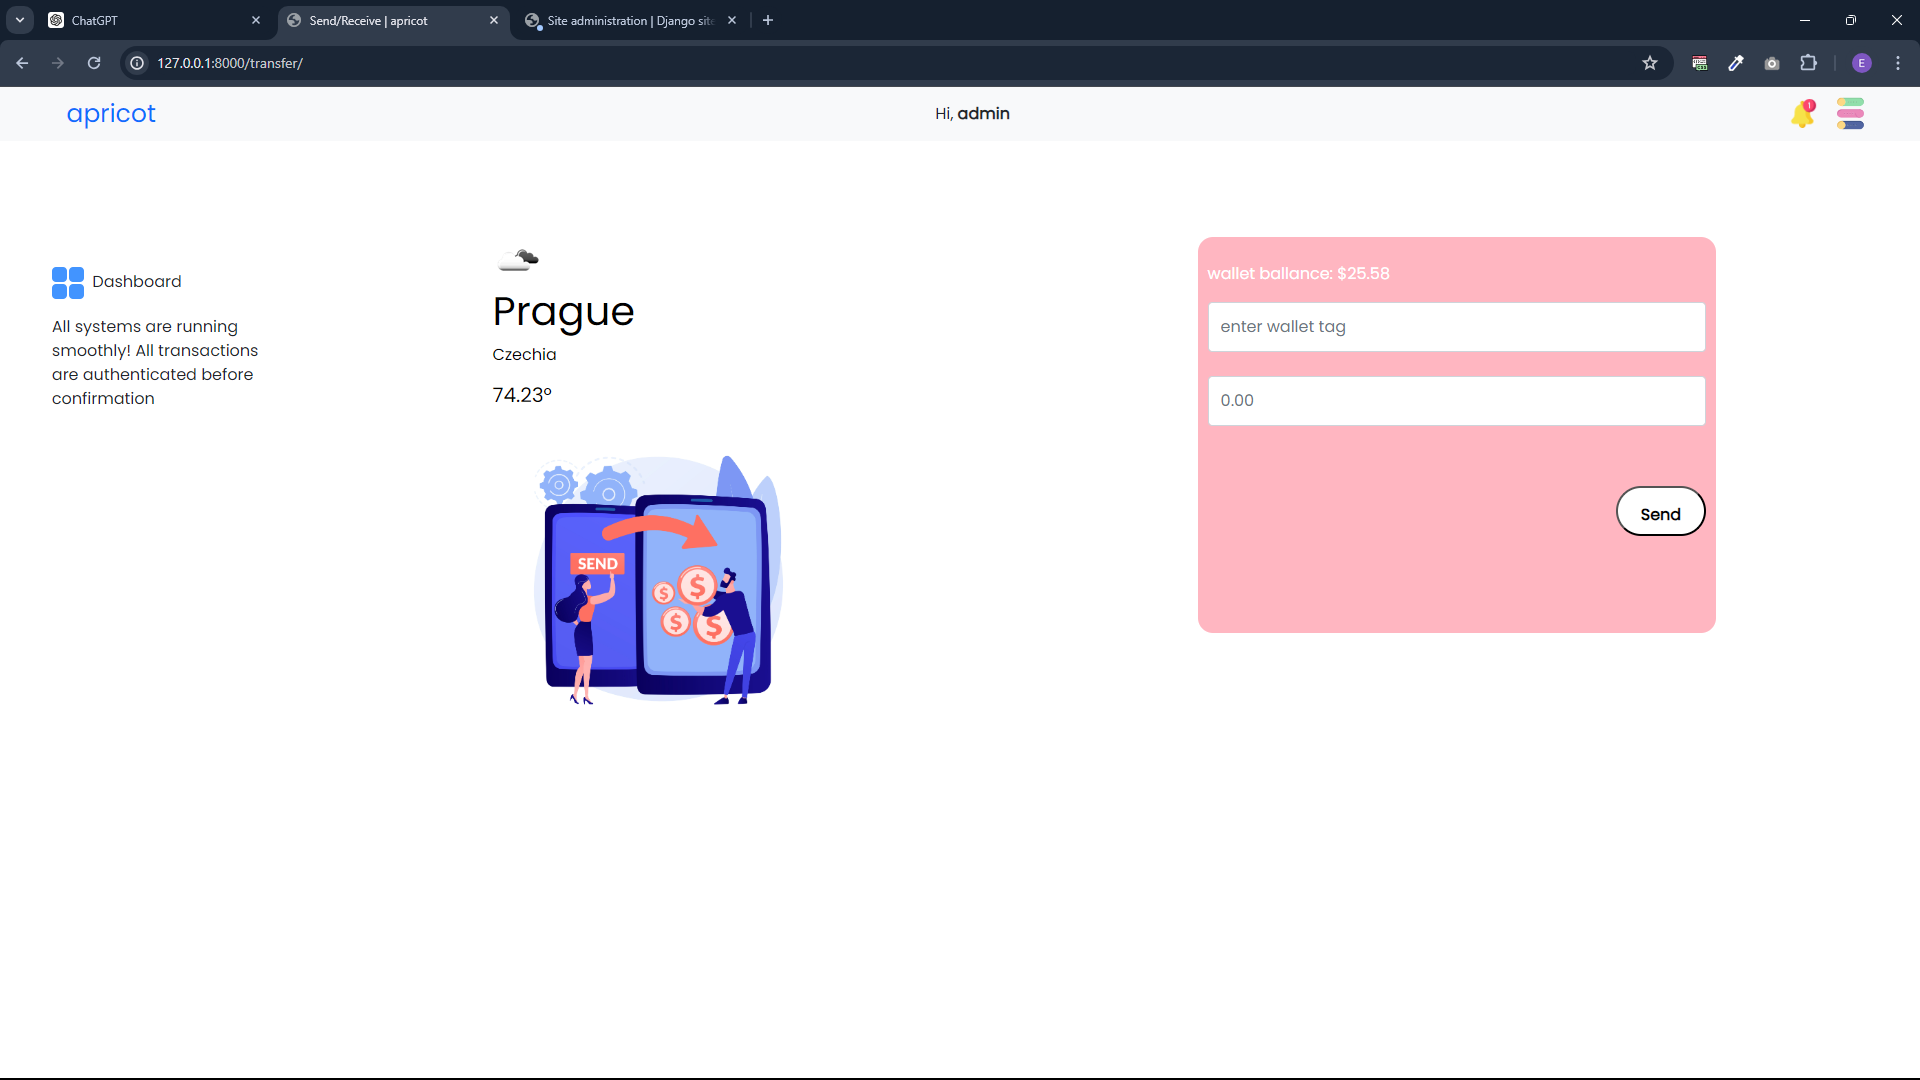 ChatGPT
Send/Receive | apricot
Site administration | Django site
127.0.0.1:8000/transfer/
E
apricot
Hi, admin
1
Dashboard
All systems are running
smoothly! All transactions
are authenticated before
confirmation
Prague
Czechia
74.23°
SEND
$
$
$
$
wallet ballance: $25.58
enter wallet tag
0.00
Send